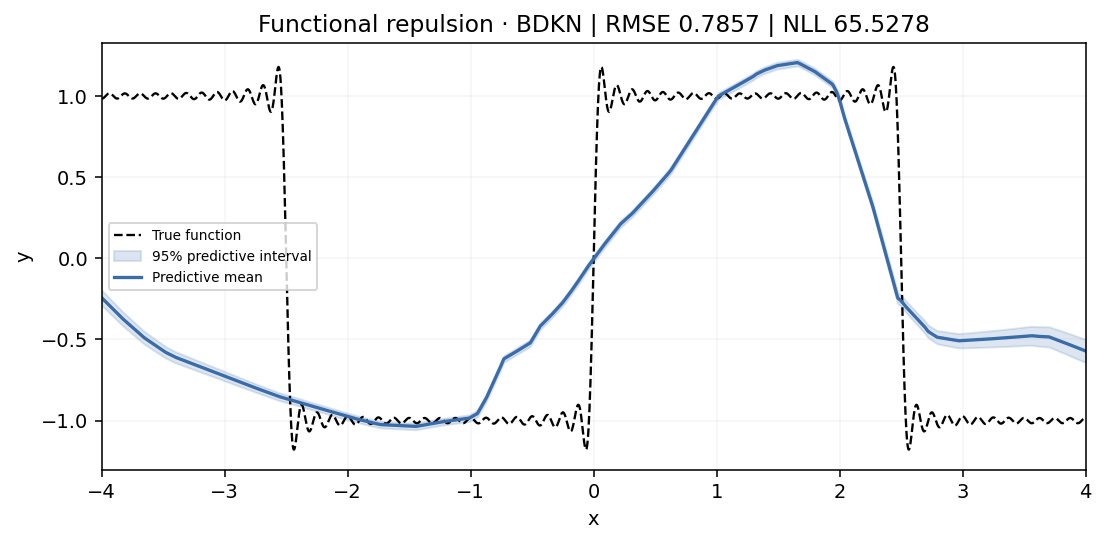 Functional repulsion · BDKN | RMSE 0.7857 | NLL 65.5278
y
1.0
0.5
0.0
−0.5
−1.0
True function
95% predictive interval
Predictive mean
−4 −3 −2 −1 0 1 2 3 4
x